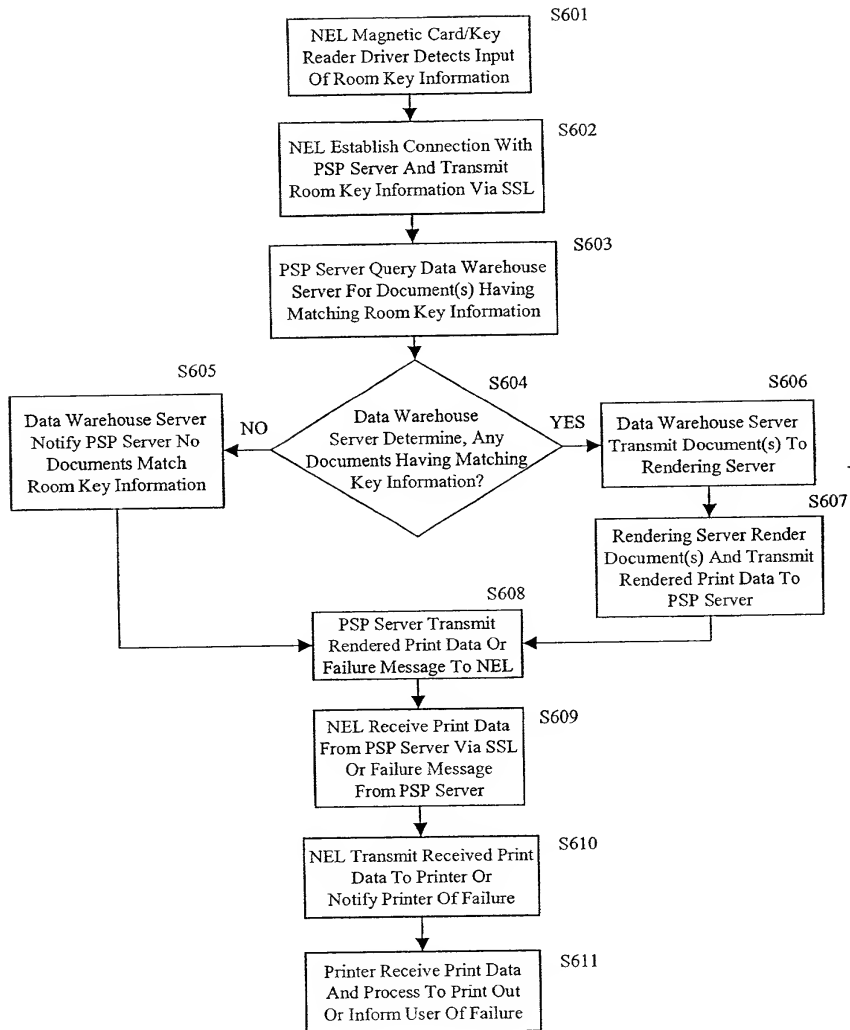 S601
NEL Magnetic Card/Key
Reader Driver Detects Input
Of Room Key Information
S602
NEL Establish Connection With
PSP Server And Transmit
Room Key Information Via SSL
S603
PSP Server Query Data Warehouse
Server For Document(s) Having
Matching Room Key Information
S604
Data Warehouse
Server Determine, Any
Documents Having Matching
Key Information?
NO
YES
S605
Data Warehouse Server
Notify PSP Server No
Documents Match
Room Key Information
S606
Data Warehouse Server
Transmit Document(s) To
Rendering Server
S607
Rendering Server Render
Document(s) And Transmit
Rendered Print Data To
PSP Server
S608
PSP Server Transmit
Rendered Print Data Or
Failure Message To NEL
S609
NEL Receive Print Data
From PSP Server Via SSL
Or Failure Message
From PSP Server
S610
NEL Transmit Received Print
Data To Printer Or
Notify Printer Of Failure
S611
Printer Receive Print Data
And Process To Print Out
Or Inform User Of Failure